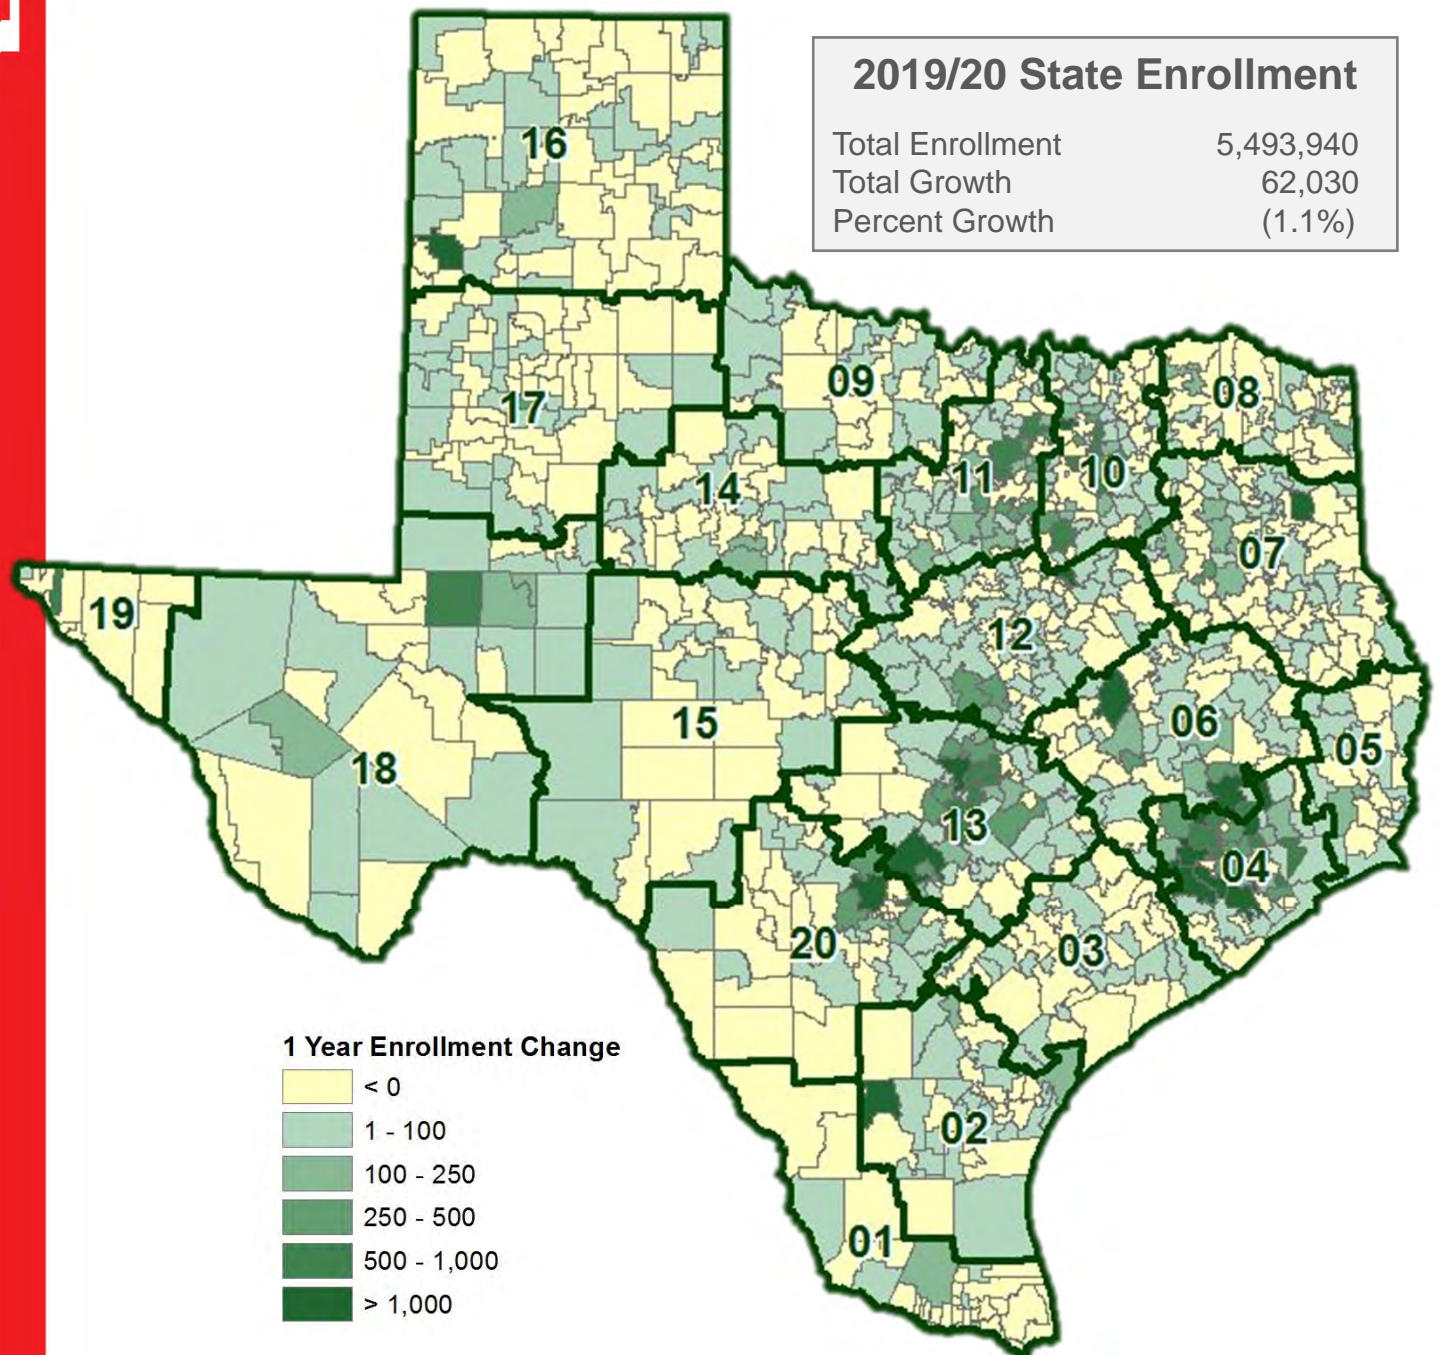 2019/20 State Enrollment
Total Enrollment 5,493,940
Total Growth 62,030
Percent Growth (1.1%)
16
09
08
17
11
10
14
07
19
12
15
06
05
18
13
04
20
03
02
01
1 Year Enrollment Change
< 0
1 - 100
100 - 250
250 - 500
500 - 1,000
> 1,000